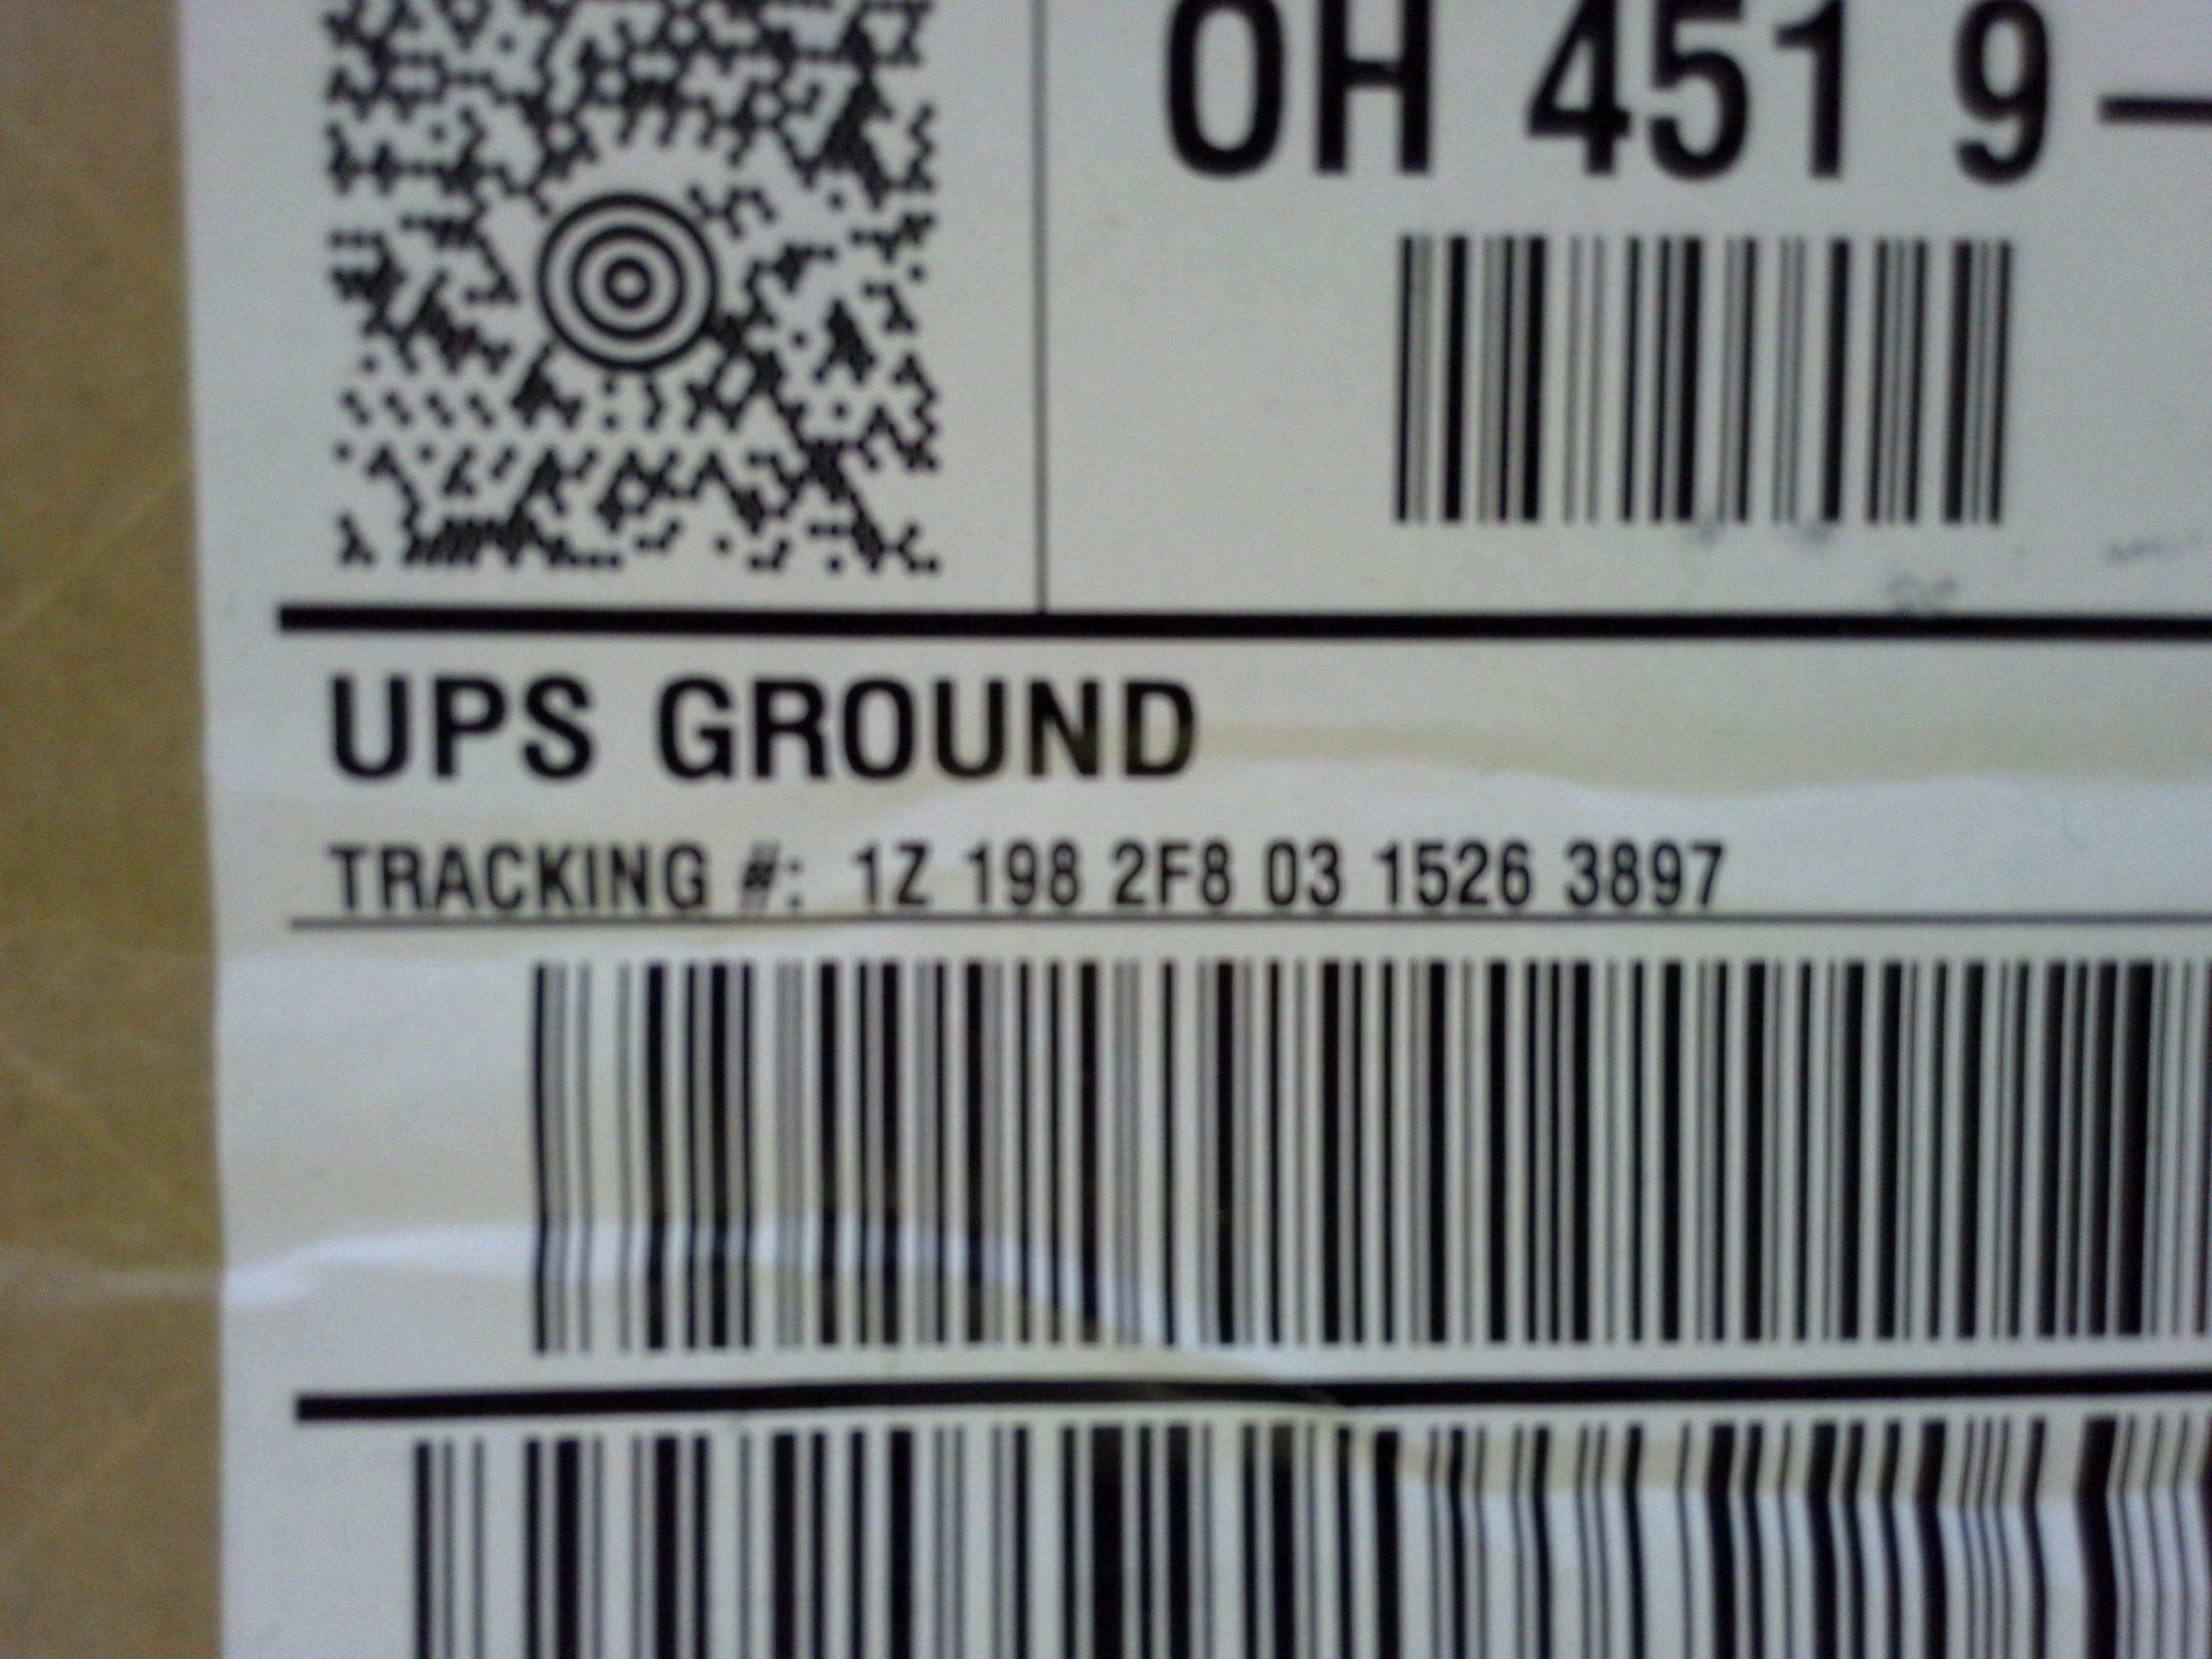 OH 451 9-
UPS GROUND
TRACKING #: 1Z 198 2F8 03 1526 3897